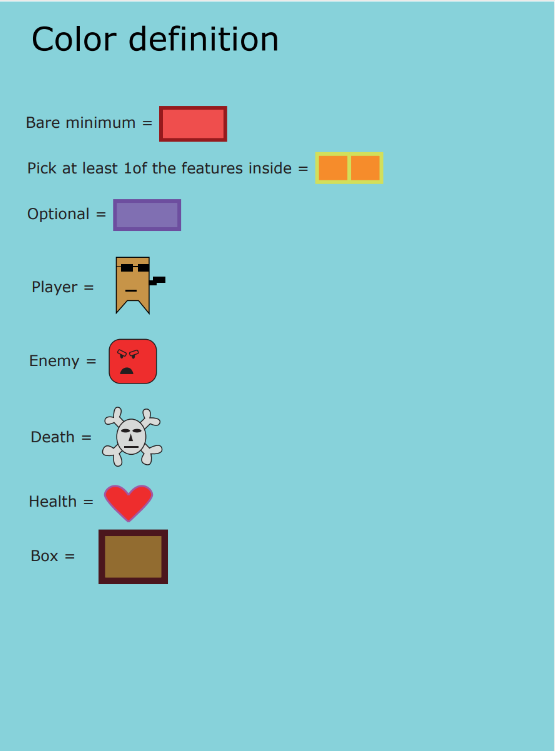 Color definition
Bare minimum =
Pick at least 1of the features inside =
Optional =
Player =
Enemy =
Death =
Health =
Box =